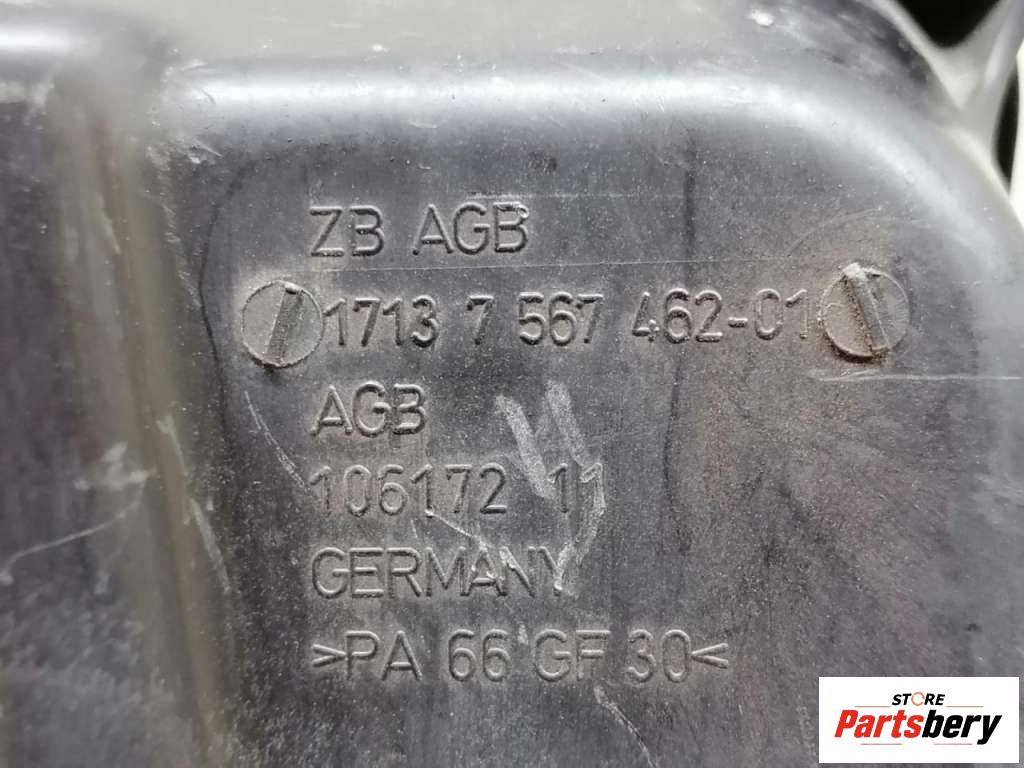 ZB AGB
1713 7 567 462-01
AGB
106172 11
GERMANY
>PA 66 GF 30<
STORE
Partsbery